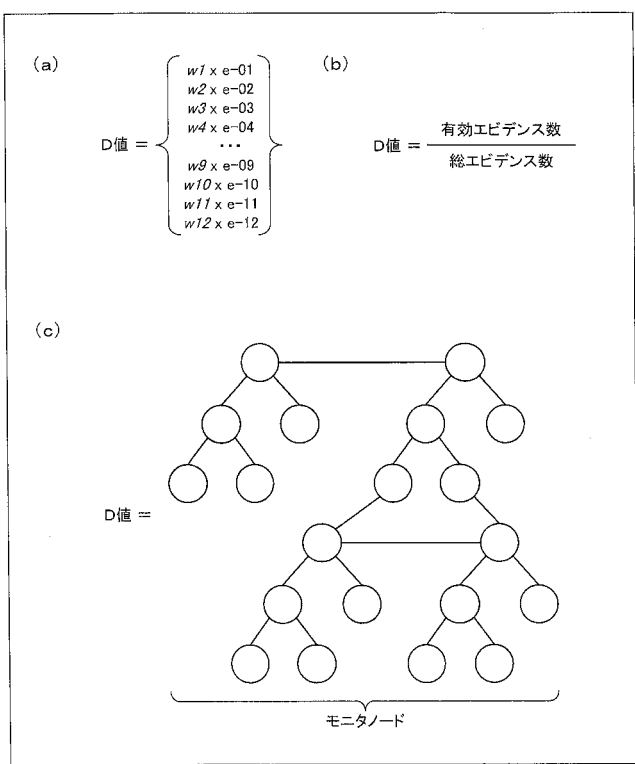 (a)
D値 =
w1 x e-01
w2 x e-02
w3 x e-03
w4 x e-04
...
w9 x e-09
w10 x e-10
w11 x e-11
w12 x e-12
(b)
D値 =
有効エビデンス数
総エビデンス数
(c)
D値 =
モニタノード